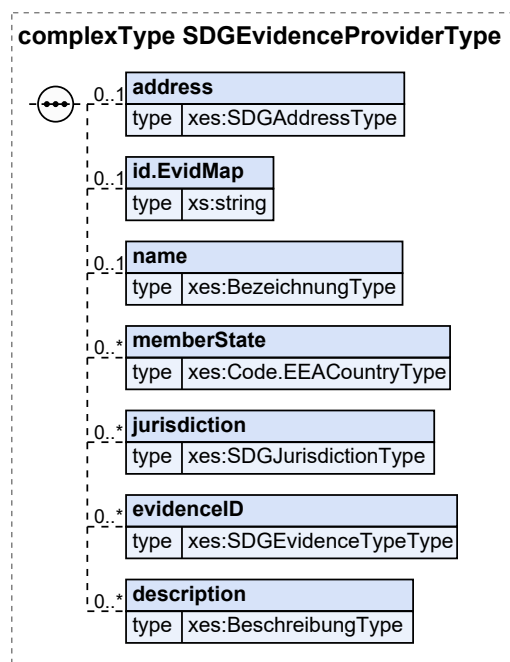 complexType SDGEvidenceProviderType
0..1 address
type xes:SDGAddressType
0..1 id.EvidMap
type xs:string
0..1 name
type xes:BezeichnungType
0..* memberState
type xes:Code.EEACountryType
0..* jurisdiction
type xes:SDGJurisdictionType
0..* evidenceID
type xes:SDGEvidenceTypeType
0..* description
type xes:BeschreibungType